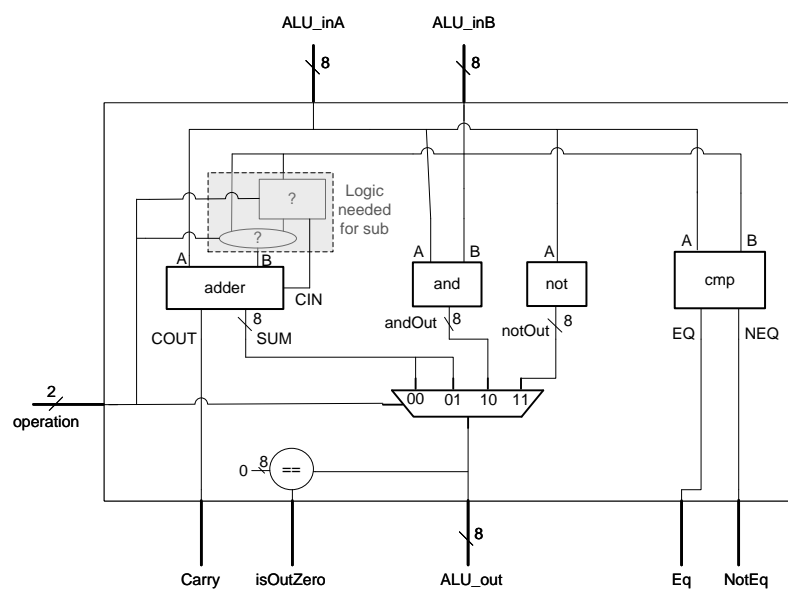 ALU_inA
ALU_inB
8
8
?
Logic
needed
for sub
?
A
B
A
B
A
A
B
adder
and
not
cmp
CIN
COUT
8
SUM
andOut
8
notOut
8
EQ
NEQ
2
operation
00
01
10
11
0
8
==
8
Carry
isOutZero
ALU_out
Eq
NotEq